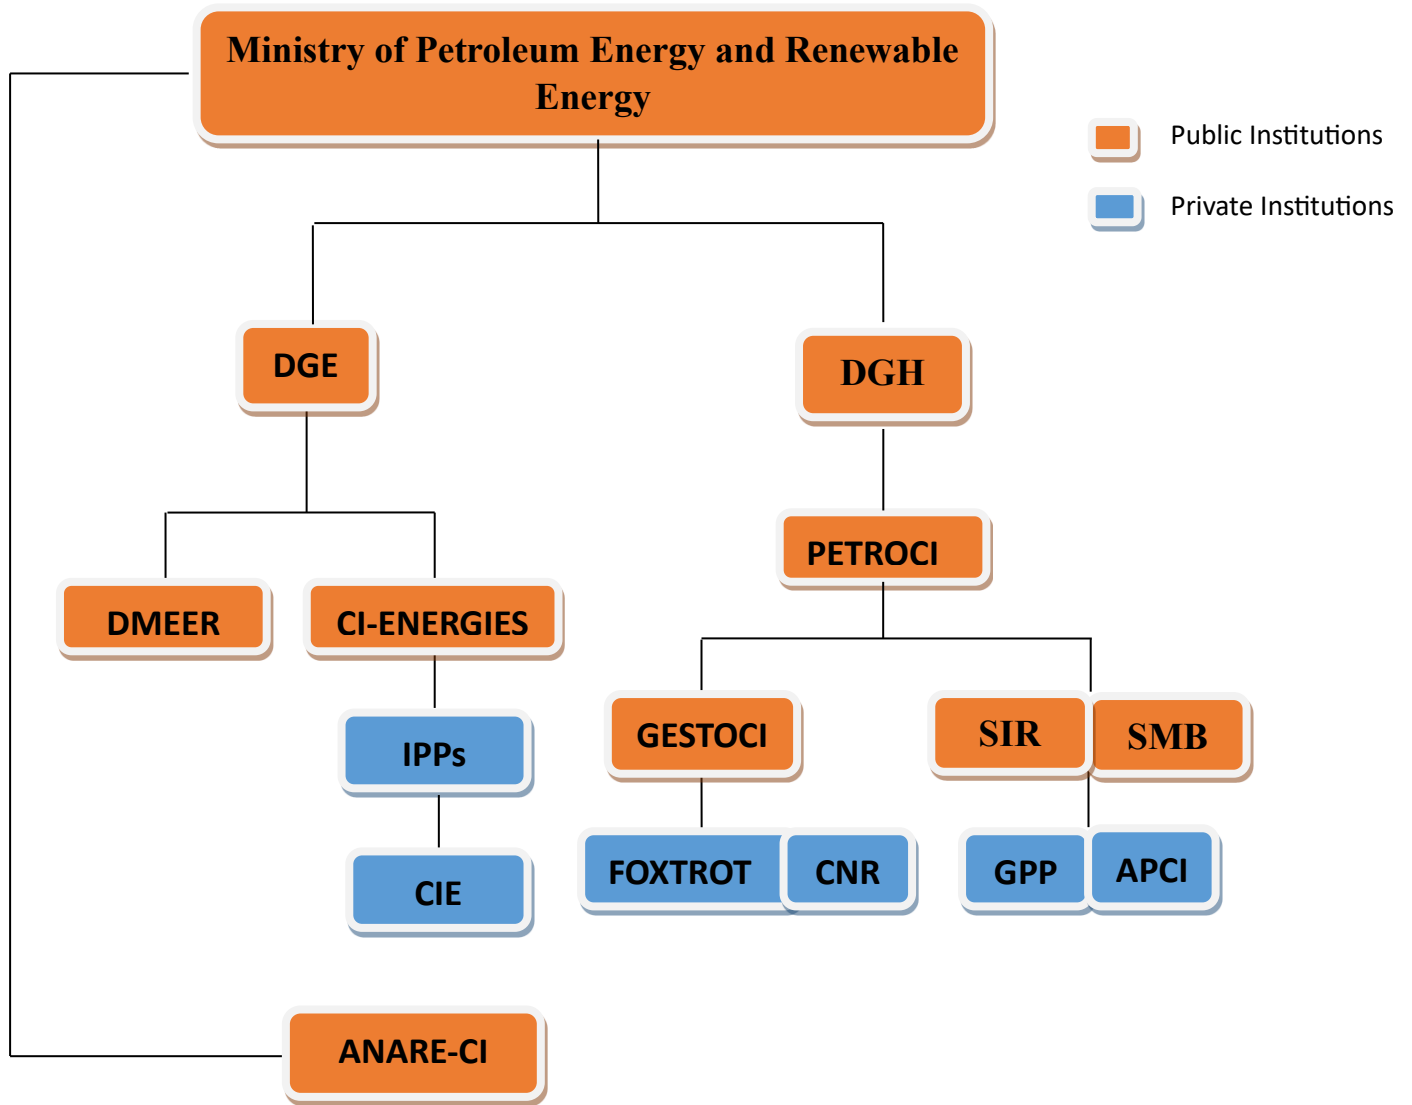 Ministry of Petroleum Energy and Renewable
Energy
Public Institutions
Private Institutions
DGE
DGH
PETROCI
DMEER
CI-ENERGIES
GESTOCI
SIR
SMB
IPPs
FOXTROT
CNR
GPP
APCI
CIE
ANARE-CI